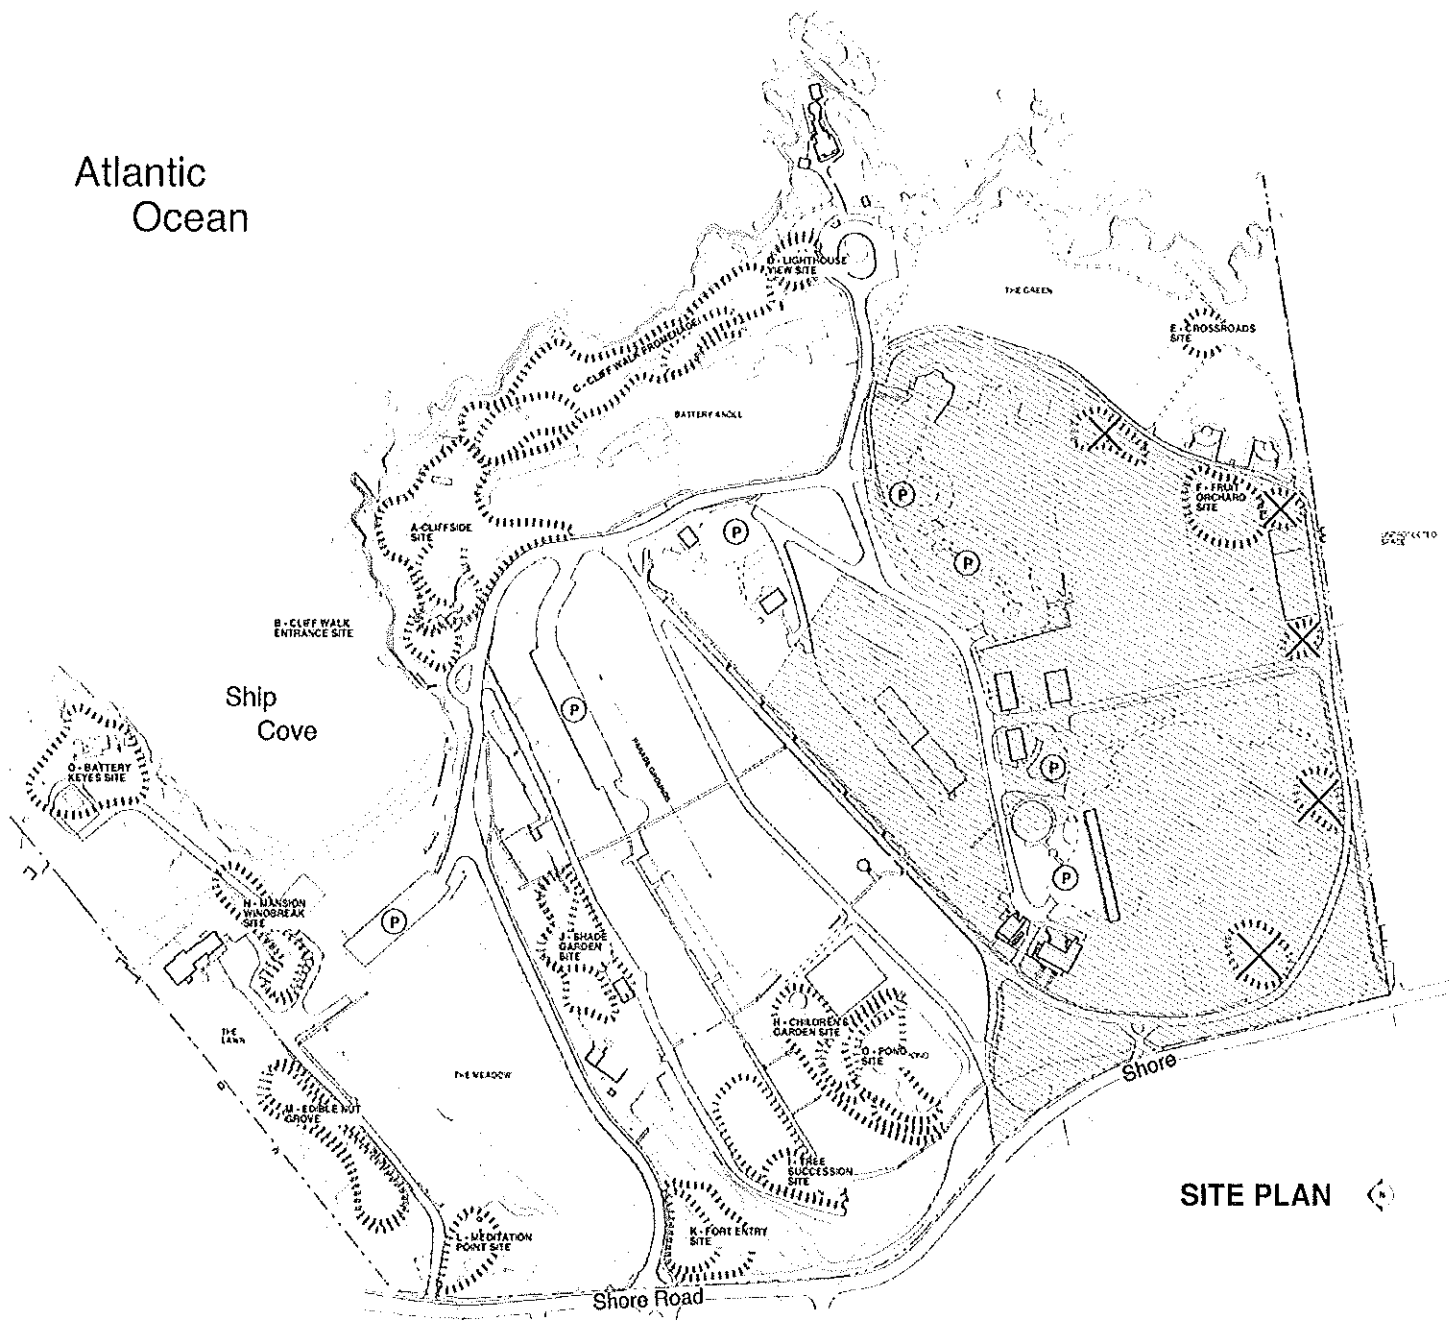 Atlantic
Ocean
D - LIGHTHOUSE
VIEW SITE
THE GREEN
E - CROSSROADS
SITE
C - CLIFF WALK PROMENADE
BATTERY KNOLL
P
P
P
F - FRUIT
ORCHARD
SITE
A-CLIFFSIDE
SITE
SPACE
B - CLIFF WALK
ENTRANCE SITE
Ship
Cove
P
PARADE GROUNDS
O - BATTERY
KEYES SITE
P
P
P
N - MANSION
WINDBREAK
SITE
J - SHADE
GARDEN
SITE
THE
LAWN
THE MEADOW
H - CHILDREN'S
GARDEN SITE
G - POND
SITE
Shore
M - EDIBLE NUT
GROVE
I - TREE
SUCCESSION
SITE
L - MEDITATION
POINT SITE
K - FORT ENTRY
SITE
SITE PLAN
Shore Road